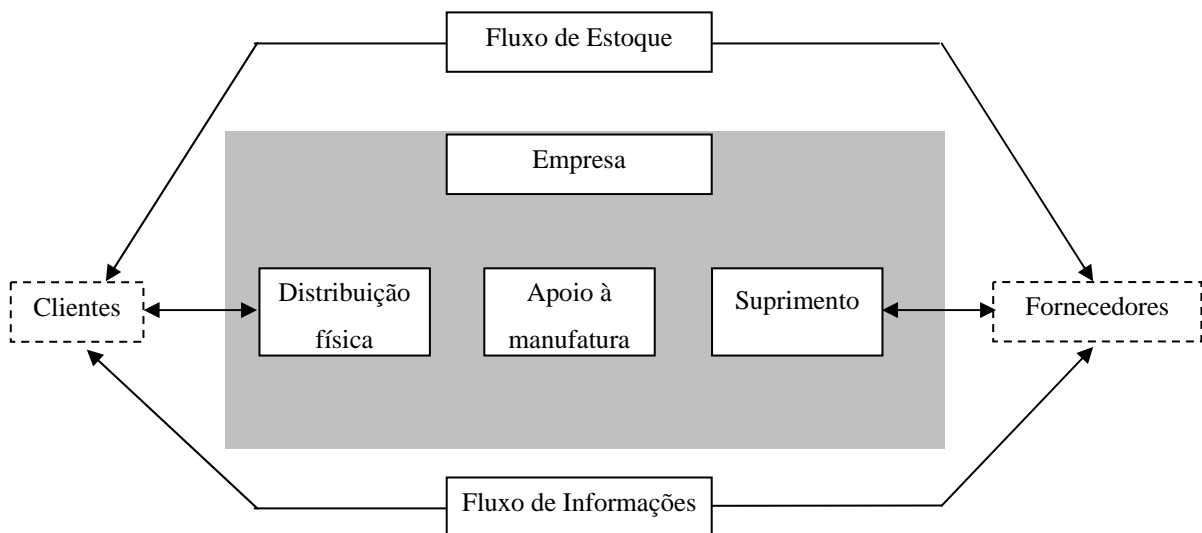 Fluxo de Estoque
Empresa
Clientes
Distribuição
física
Apoio à
manufatura
Suprimento
Fornecedores
Fluxo de Informações